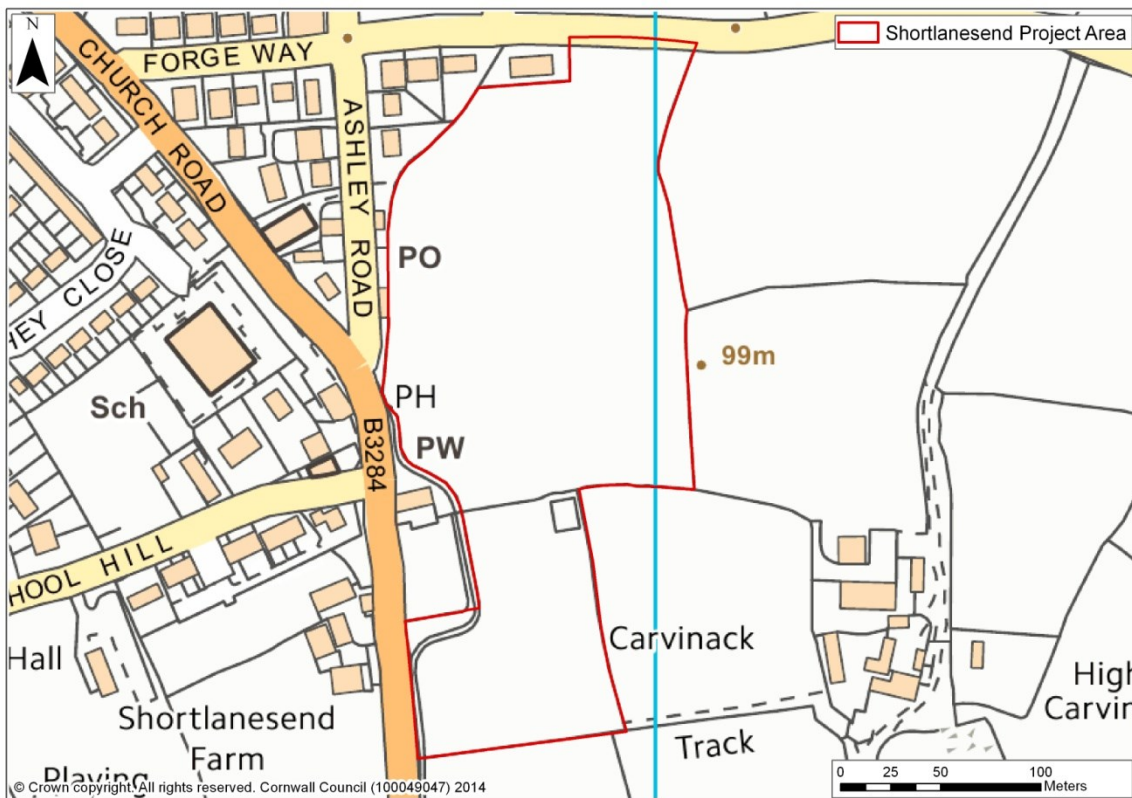 N
Shortlanesend Project Area
FORGE WAY
CHURCH ROAD
ASHLEY ROAD
PO
HEY CLOSE
99m
Sch
PH
PW
B3284
HOOL HILL
Hall
Carvinack
High
Carvin
Shortlanesend
Farm
Track
Playing
0 25 50 100
Meters
© Crown copyright. All rights reserved. Cornwall Council (100049047) 2014